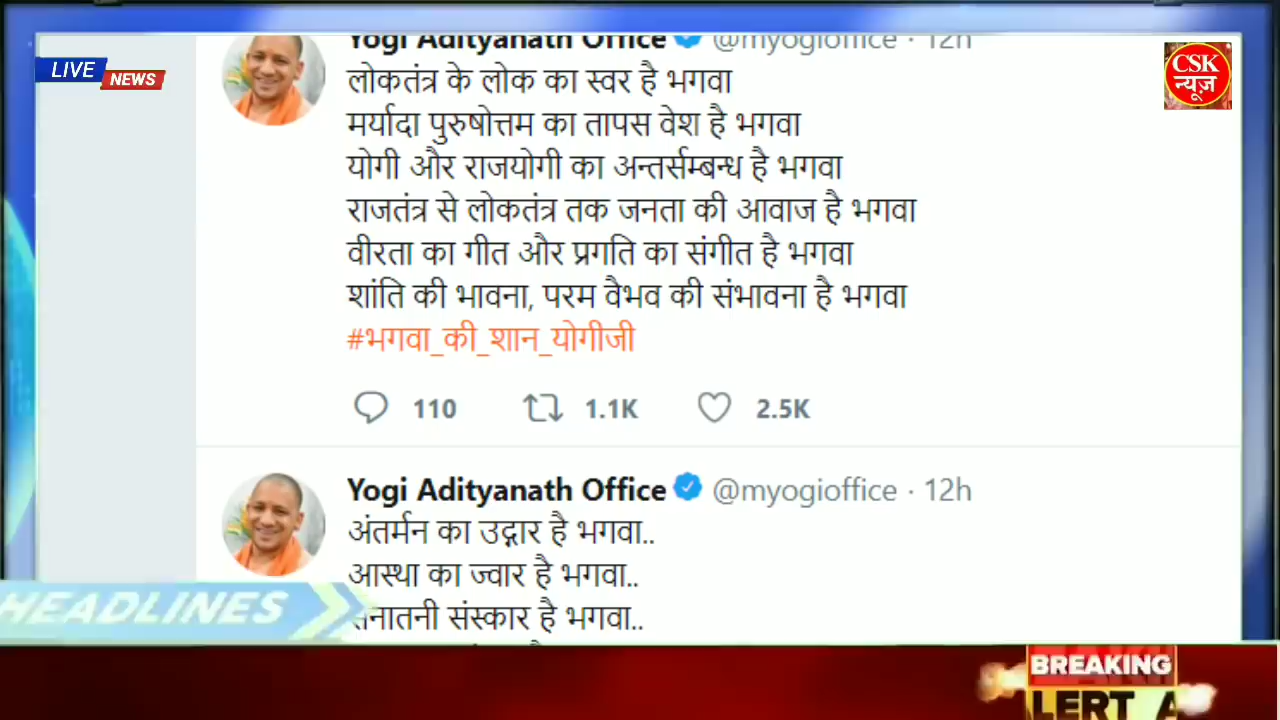 Yogi Adityanath Office @myogioffice · 12h
LIVE
NEWS
CSK
न्यूज़
लोकतंत्र के लोक का स्वर है भगवा
मर्यादा पुरुषोत्तम का तापस वेश है भगवा
योगी और राजयोगी का अन्तर्सम्बन्ध है भगवा
राजतंत्र से लोकतंत्र तक जनता की आवाज है भगवा
वीरता का गीत और प्रगति का संगीत है भगवा
शांति की भावना, परम वैभव की संभावना है भगवा
#भगवा_की_शान_योगीजी
110 1.1K 2.5K
Yogi Adityanath Office @myogioffice · 12h
अंतर्मन का उद्गार है भगवा..
आस्था का ज्वार है भगवा..
सनातनी संस्कार है भगवा..
HEADLINES
BREAKING